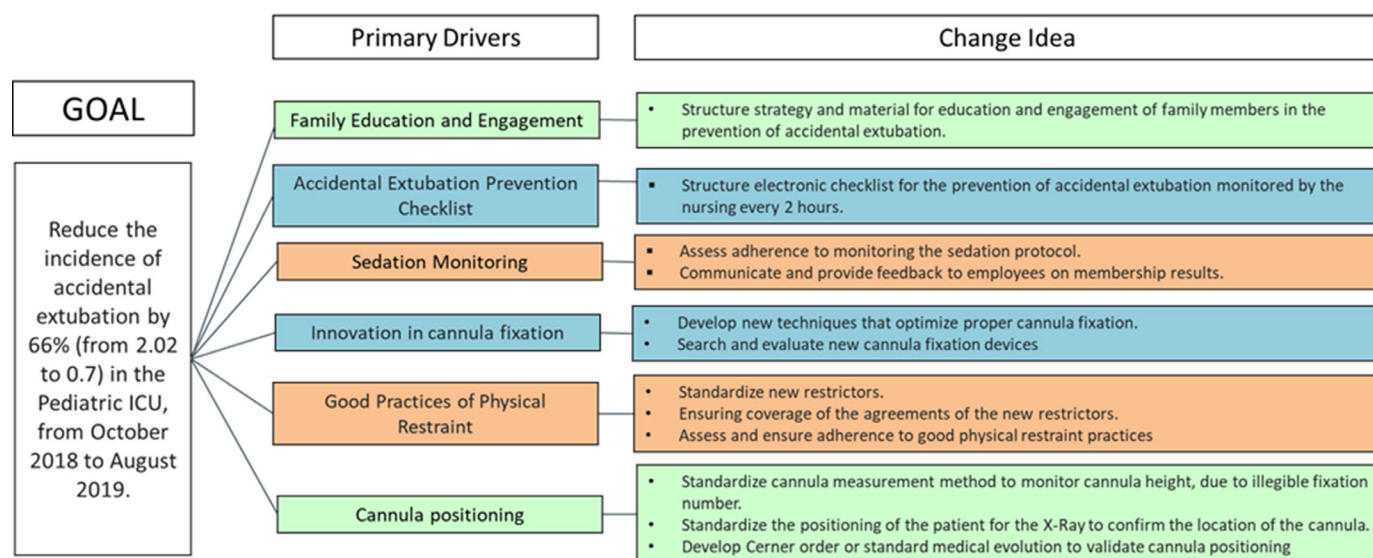 Primary Drivers
Change Idea
GOAL
Reduce the
incidence of
accidental
extubation by
66% (from 2.02
to 0.7) in the
Pediatric ICU,
from October
2018 to August
2019.
Family Education and Engagement
• Structure strategy and material for education and engagement of family members in the
prevention of accidental extubation.
Accidental Extubation Prevention
Checklist
▪ Structure electronic checklist for the prevention of accidental extubation monitored by the
nursing every 2 hours.
Sedation Monitoring
▪ Assess adherence to monitoring the sedation protocol.
▪ Communicate and provide feedback to employees on membership results.
Innovation in cannula fixation
• Develop new techniques that optimize proper cannula fixation.
• Search and evaluate new cannula fixation devices
Good Practices of Physical
Restraint
• Standardize new restrictors.
• Ensuring coverage of the agreements of the new restrictors.
• Assess and ensure adherence to good physical restraint practices
Cannula positioning
• Standardize cannula measurement method to monitor cannula height, due to illegible fixation
number.
• Standardize the positioning of the patient for the X-Ray to confirm the location of the cannula.
• Develop Cerner order or standard medical evolution to validate cannula positioning